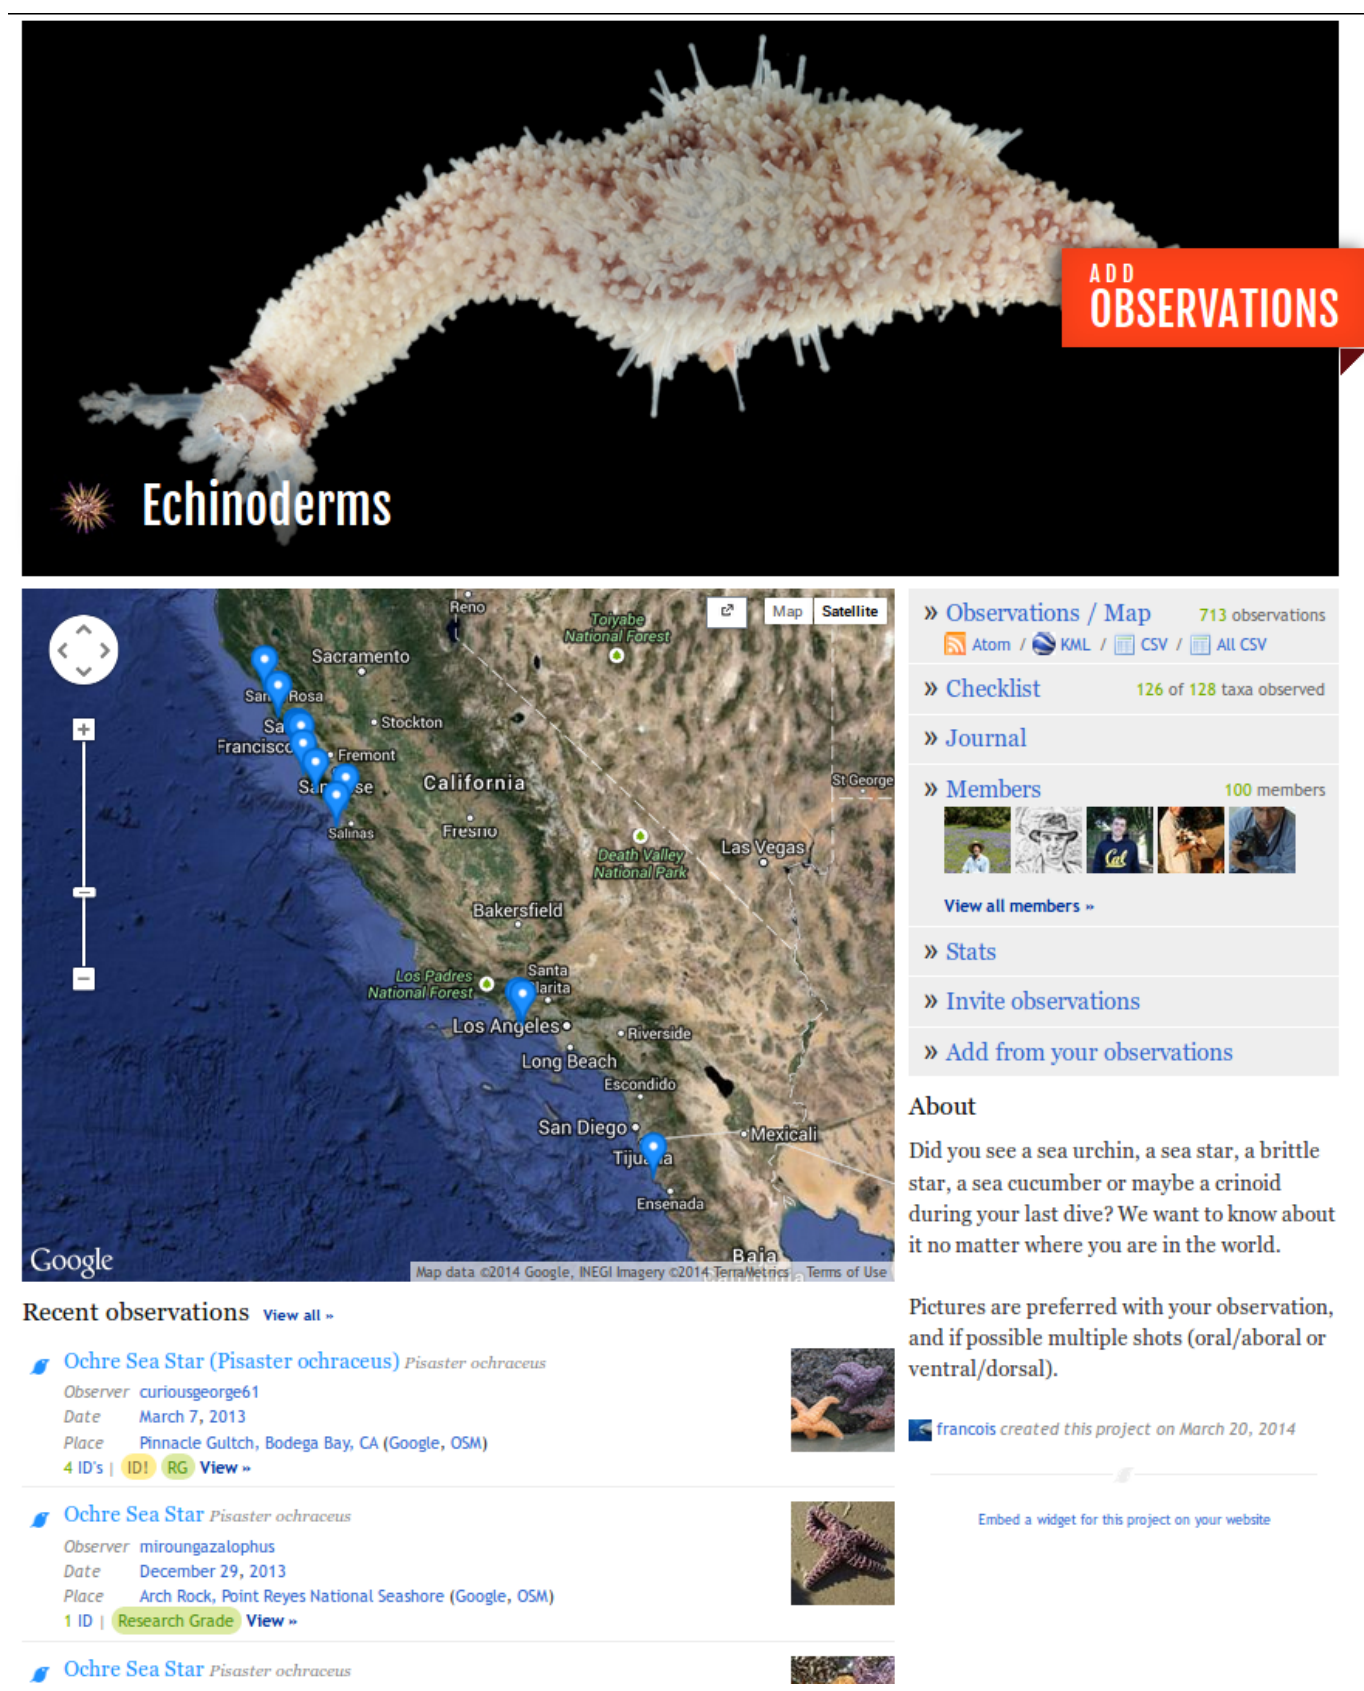 ADD
OBSERVATIONS
Echinoderms
Reno
Toiyabe
National Forest
Map
Satellite
Sacramento
Rosa
Stockton
Francisco
Fremont
California
St George
Salinas
Fresno
Las Vegas
Death Valley
National Park
Bakersfield
Los Padres
National Forest
Santa
Los Angeles
Riverside
Long Beach
Escondido
San Diego
Mexicali
Ensenada
Baja
Google
Map data ©2014 Google, INEGI Imagery ©2014 TerraMetrics
Terms of Use
» Observations / Map 713 observations
Atom / KML / CSV / All CSV
» Checklist 126 of 128 taxa observed
» Journal
» Members 100 members
Cal
View all members »
» Stats
» Invite observations
» Add from your observations
About
Did you see a sea urchin, a sea star, a brittle
star, a sea cucumber or maybe a crinoid
during your last dive? We want to know about
it no matter where you are in the world.
Pictures are preferred with your observation,
and if possible multiple shots (oral/aboral or
ventral/dorsal).
francois created this project on March 20, 2014
Embed a widget for this project on your website
Recent observations View all »
Ochre Sea Star (Pisaster ochraceus) Pisaster ochraceus
Observer curiousgeorge61
Date March 7, 2013
Place Pinnacle Gultch, Bodega Bay, CA (Google, OSM)
4 ID's | ID! RG View »
Ochre Sea Star Pisaster ochraceus
Observer miroungazalophus
Date December 29, 2013
Place Arch Rock, Point Reyes National Seashore (Google, OSM)
1 ID | Research Grade View »
Ochre Sea Star Pisaster ochraceus